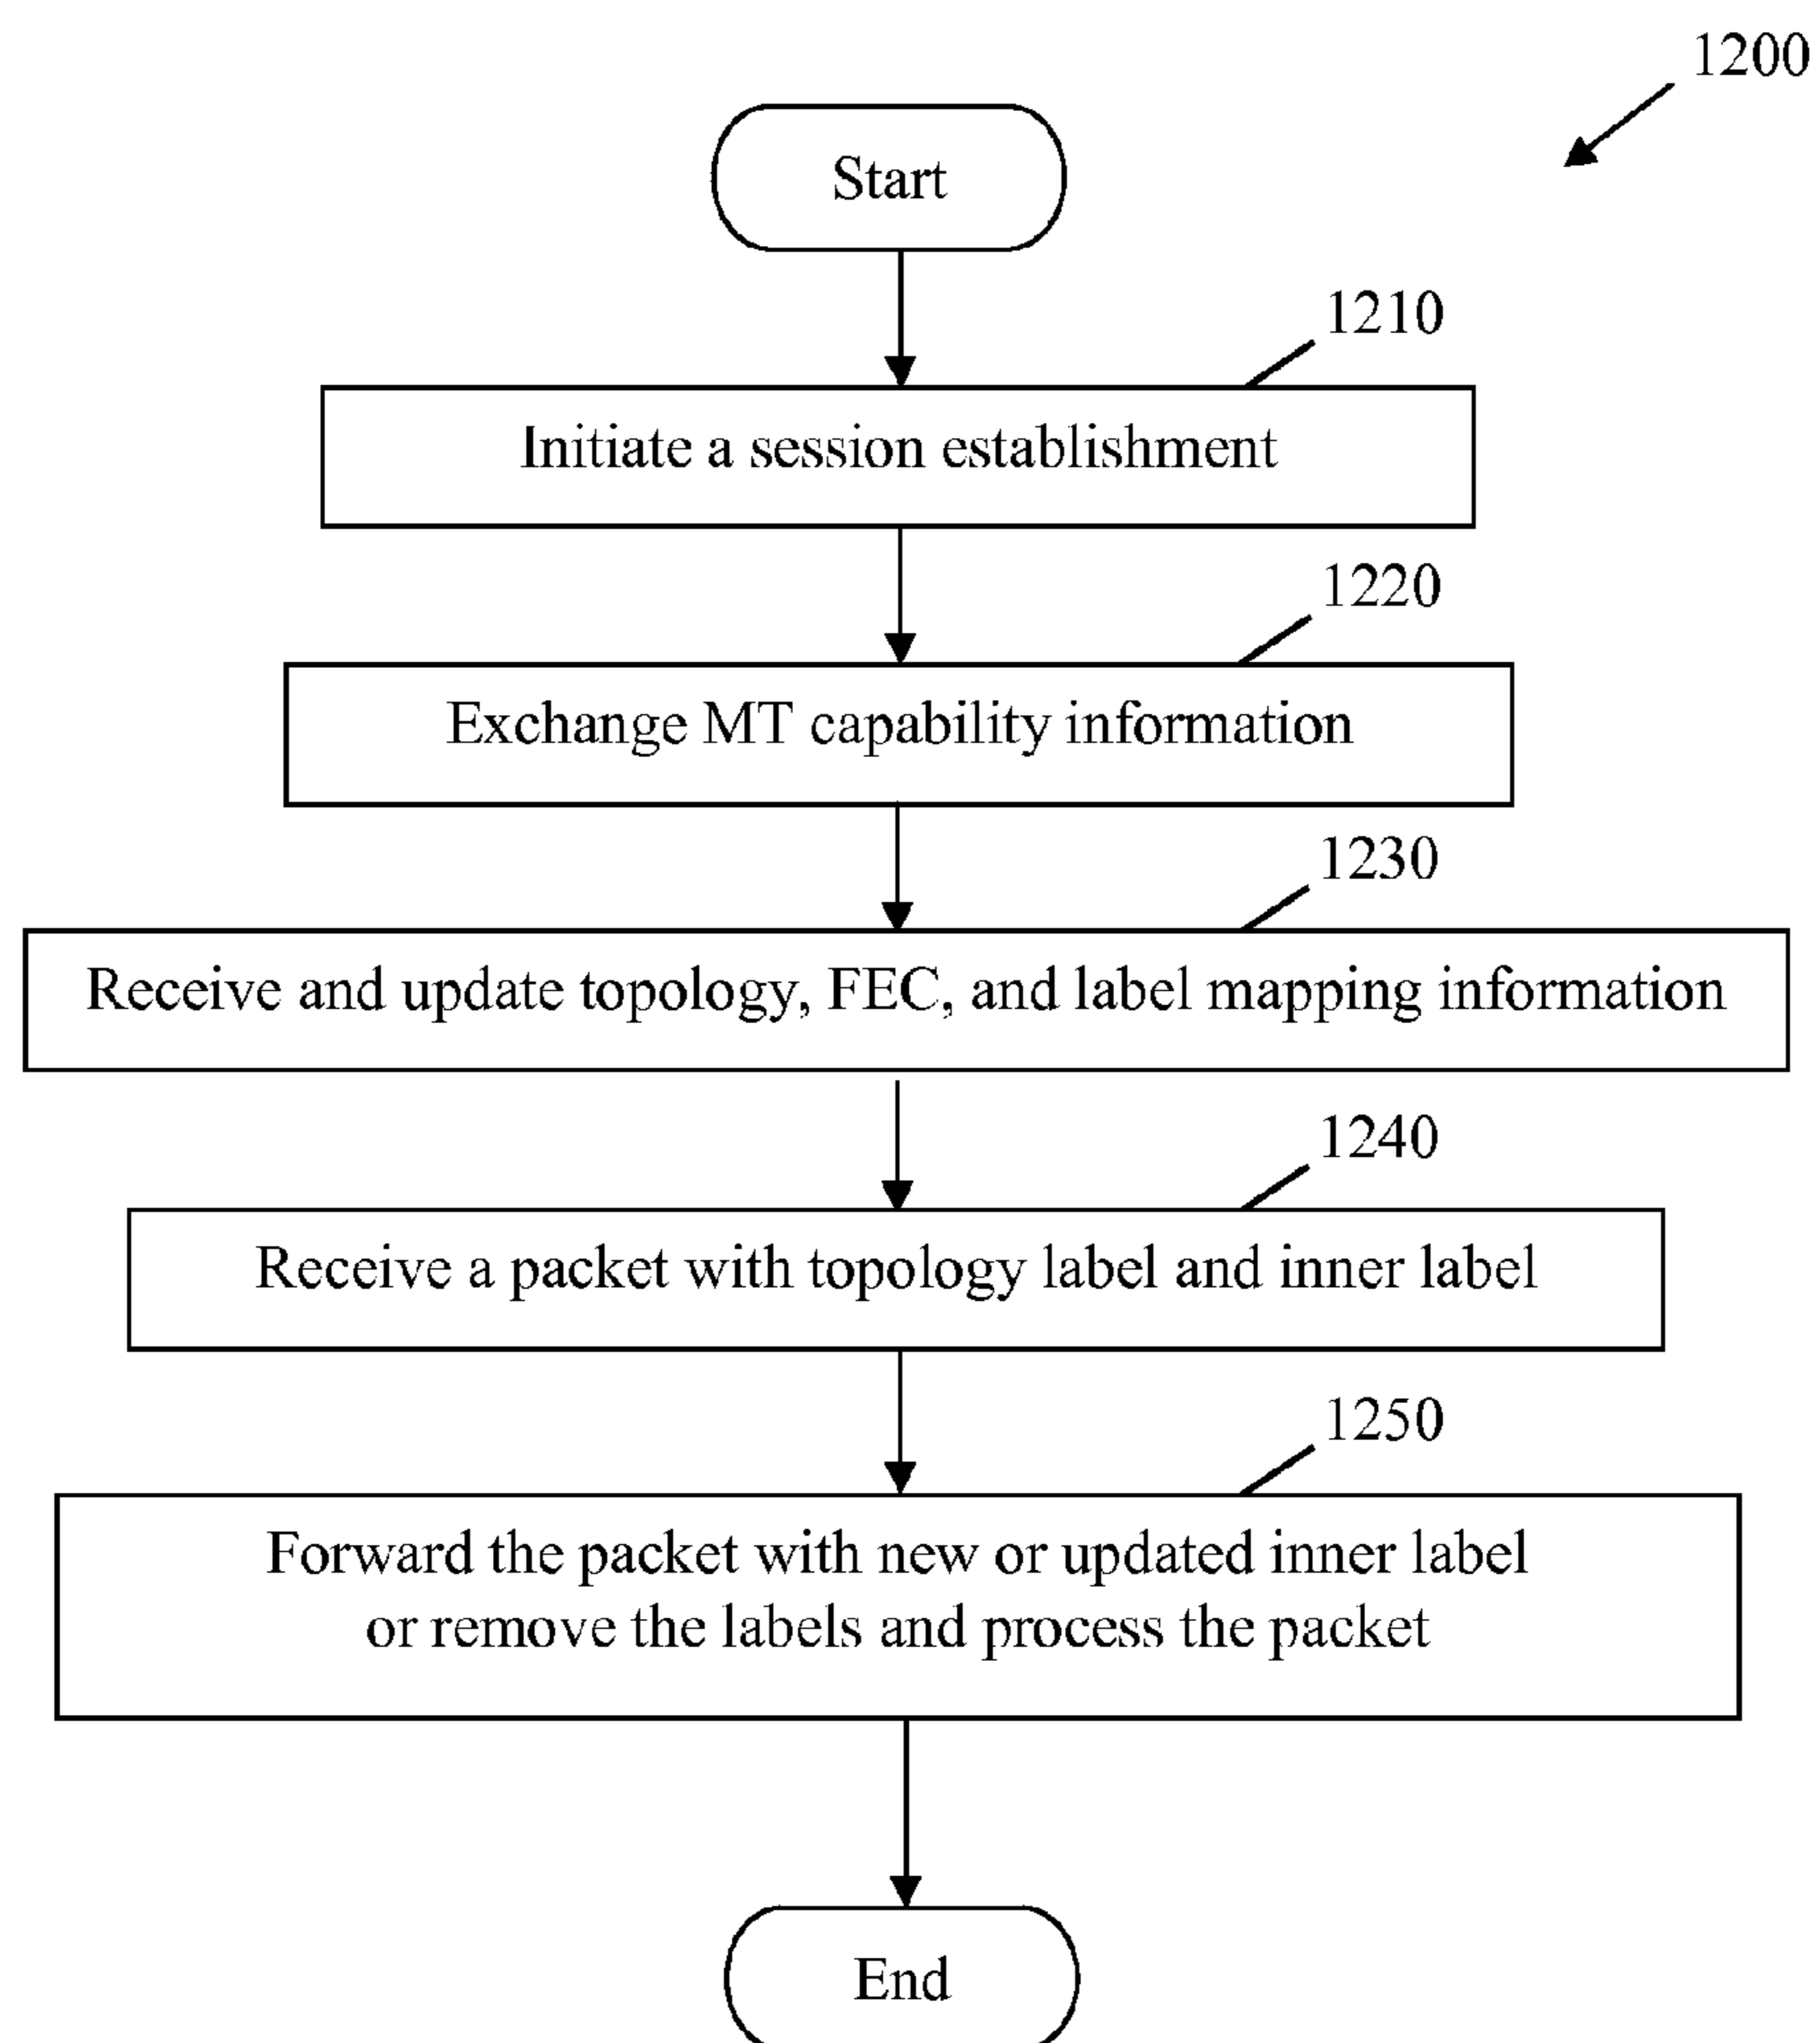 1200
Start
1210
Initiate a session establishment
1220
Exchange MT capability information
1230
Receive and update topology, FEC, and label mapping information
1240
Receive a packet with topology label and inner label
1250
Forward the packet with new or updated inner label
or remove the labels and process the packet
End